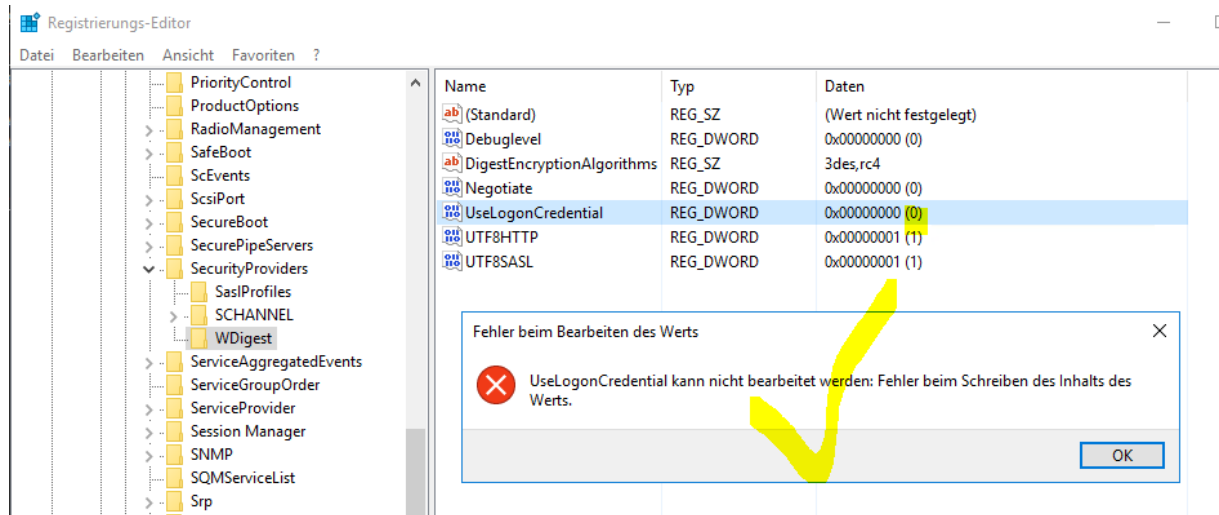 Registrierungs-Editor
Datei Bearbeiten Ansicht Favoriten ?
PriorityControl
ProductOptions
RadioManagement
SafeBoot
ScEvents
ScsiPort
SecureBoot
SecurePipeServers
SecurityProviders
SaslProfiles
SCHANNEL
WDigest
ServiceAggregatedEvents
ServiceGroupOrder
ServiceProvider
Session Manager
SNMP
SQMServiceList
Srp
Name Typ Daten
(Standard) REG_SZ (Wert nicht festgelegt)
Debuglevel REG_DWORD 0x00000000 (0)
DigestEncryptionAlgorithms REG_SZ 3des,rc4
Negotiate REG_DWORD 0x00000000 (0)
UseLogonCredential REG_DWORD 0x00000000 (0)
UTF8HTTP REG_DWORD 0x00000001 (1)
UTF8SASL REG_DWORD 0x00000001 (1)
Fehler beim Bearbeiten des Werts
UseLogonCredential kann nicht bearbeitet werden: Fehler beim Schreiben des Inhalts des
Werts.
OK